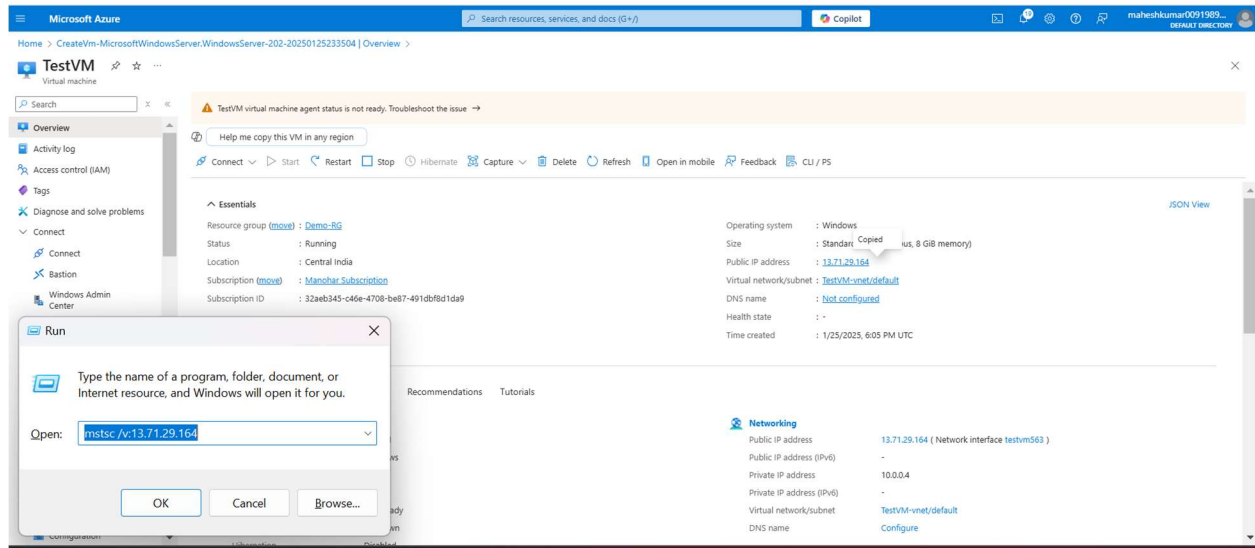 Microsoft Azure
Search resources, services, and docs (G+/)
Copilot
19
maheshkumar0091989...
DEFAULT DIRECTORY
Home > CreateVm-MicrosoftWindowsServer.WindowsServer-202-20250125233504 | Overview >
TestVM
Virtual machine
Search
TestVM virtual machine agent status is not ready. Troubleshoot the issue →
Overview
Activity log
Access control (IAM)
Tags
Diagnose and solve problems
Connect
Connect
Bastion
Windows Admin
Center
Help me copy this VM in any region
Connect Start Restart Stop Hibernate Capture Delete Refresh Open in mobile Feedback CLI / PS
Essentials
JSON View
Resource group (move) : Demo-RG
Status : Running
Location : Central India
Subscription (move) : Manohar Subscription
Subscription ID : 32aeb345-c46e-4708-be87-491dbf8d1da9
Operating system : Windows
Copied
Size : Standard us, 8 GiB memory)
Public IP address : 13.71.29.164
Virtual network/subnet : TestVM-vnet/default
DNS name : Not configured
Health state : -
Time created : 1/25/2025, 6:05 PM UTC
Recommendations Tutorials
Run
Type the name of a program, folder, document, or
Internet resource, and Windows will open it for you.
Open: mstsc /v:13.71.29.164
OK Cancel Browse...
Configuration
Hibernation Disabled
Networking
Public IP address 13.71.29.164 ( Network interface testvm563 )
Public IP address (IPv6) -
Private IP address 10.0.0.4
Private IP address (IPv6) -
Virtual network/subnet TestVM-vnet/default
DNS name Configure